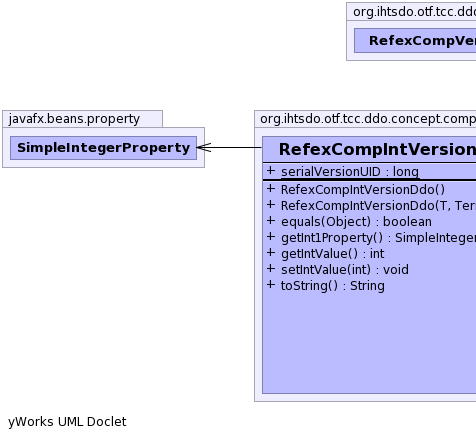 org.ihtsdo.otf.tcc.ddo
RefexCompVer
javafx.beans.property
SimpleIntegerProperty
org.ihtsdo.otf.tcc.ddo.concept.comp
RefexCompIntVersion
+ serialVersionUID : long
+ RefexCompIntVersionDdo()
+ RefexCompIntVersionDdo(T, Ter
+ equals(Object) : boolean
+ getInt1Property() : SimpleInteger
+ getIntValue() : int
+ setIntValue(int) : void
+ toString() : String
yWorks UML Doclet